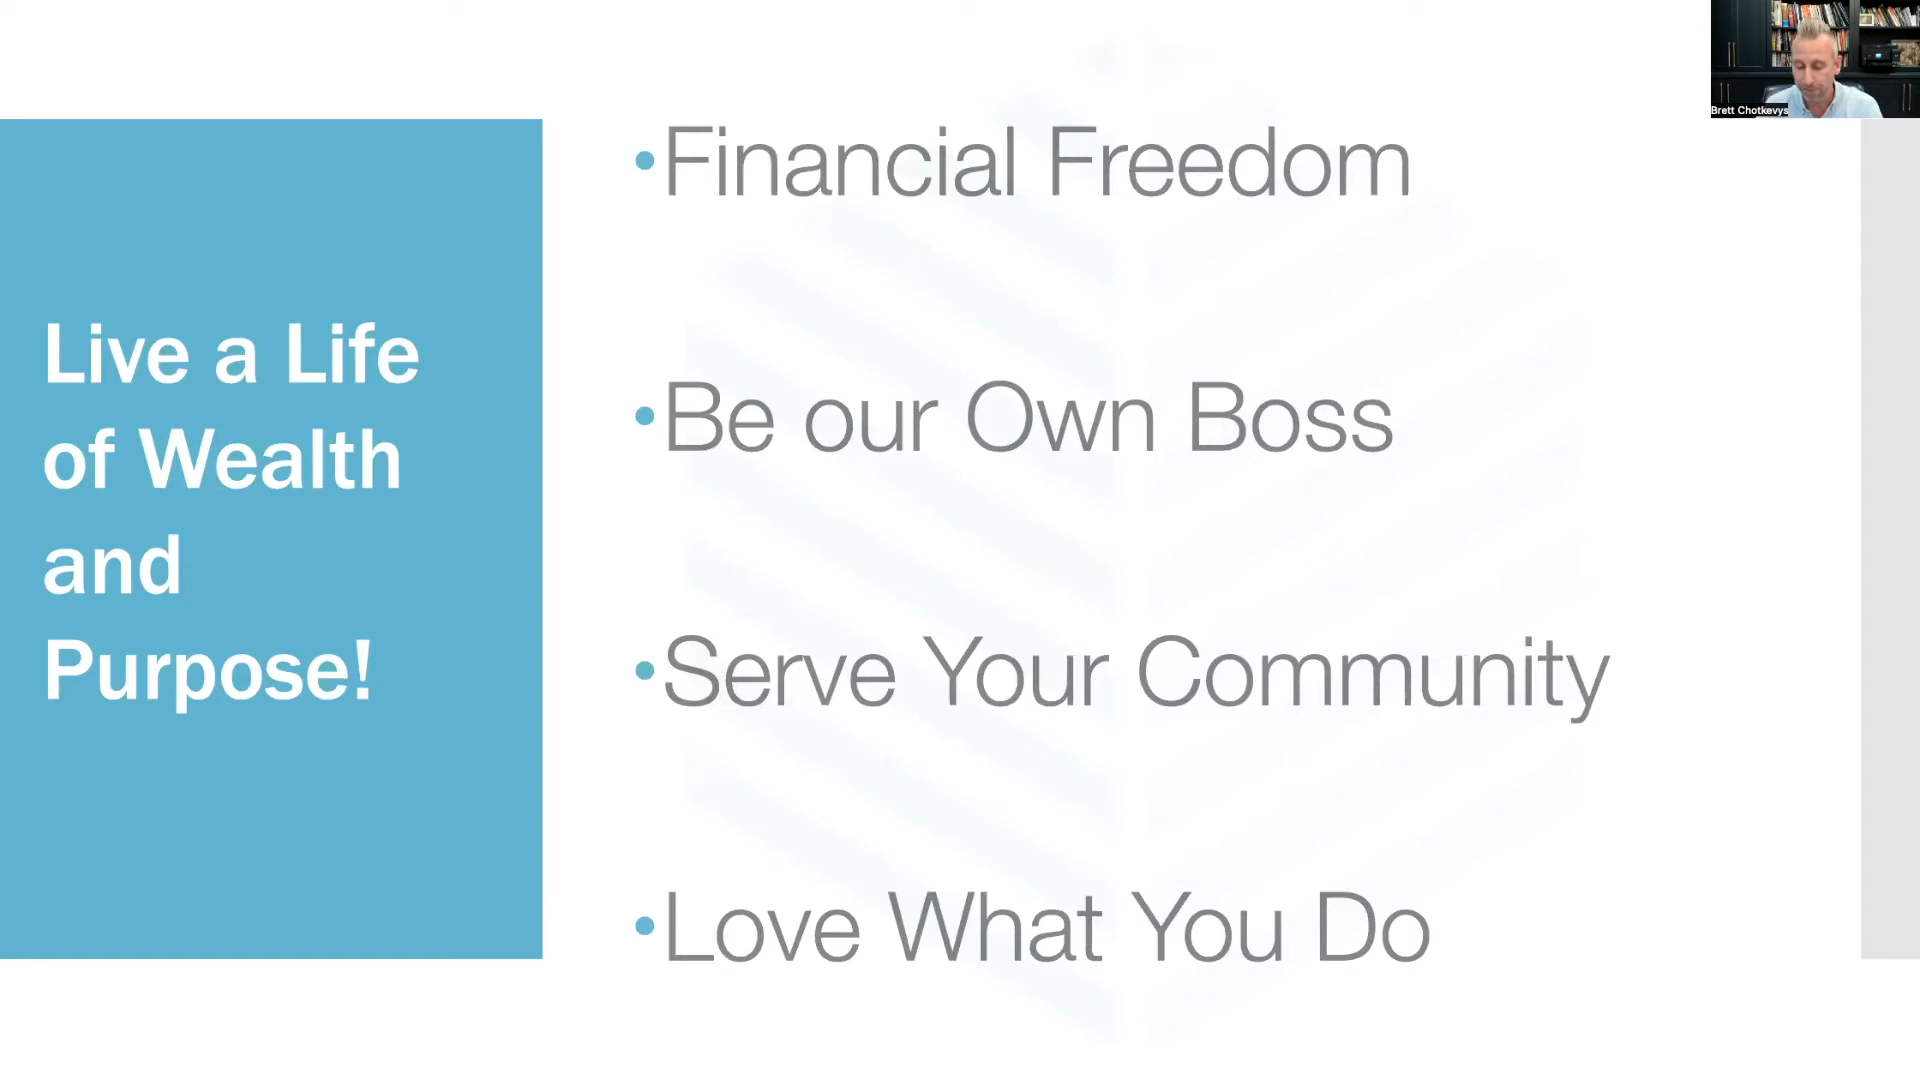 Live a Life
of Wealth
and
Purpose!
•Financial Freedom
•Be our Own Boss
•Serve Your Community
•Love What You Do
Brett Chotkevys